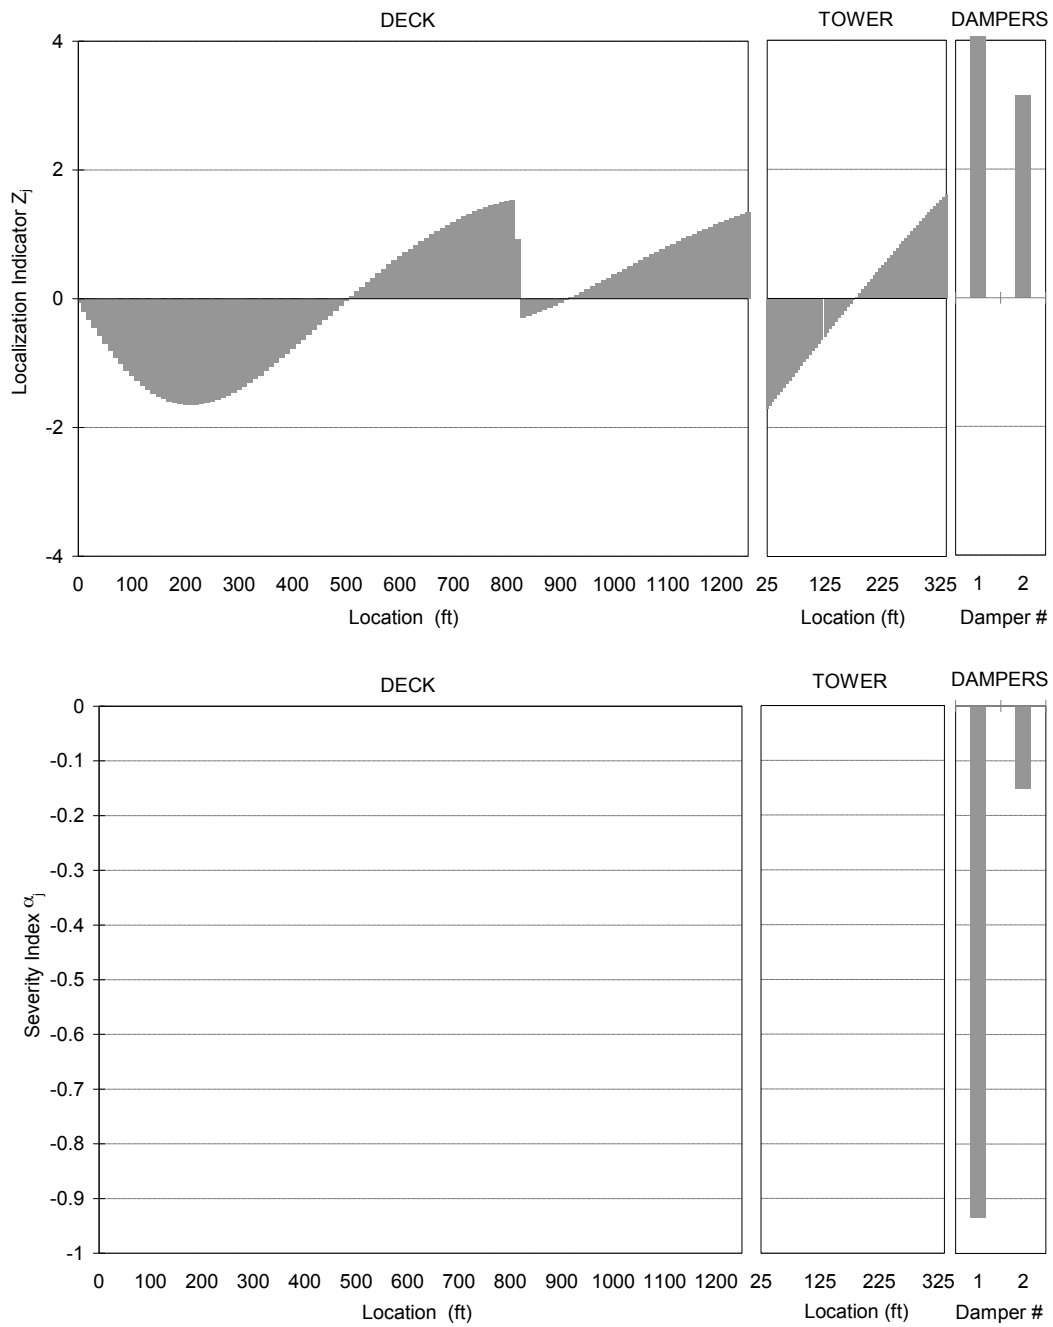 DECK TOWER DAMPERS
4
2
0
-2
-4
Localization Indicator Zj
0 100 200 300 400 500 600 700 800 900 1000 1100 1200 25 125 225 325 1 2
Location (ft) Location (ft) Damper #
DECK TOWER DAMPERS
0
-0.1
-0.2
-0.3
-0.4
-0.5
-0.6
-0.7
-0.8
-0.9
-1
Severity Index αj
0 100 200 300 400 500 600 700 800 900 1000 1100 1200 25 125 225 325 1 2
Location (ft) Location (ft) Damper #